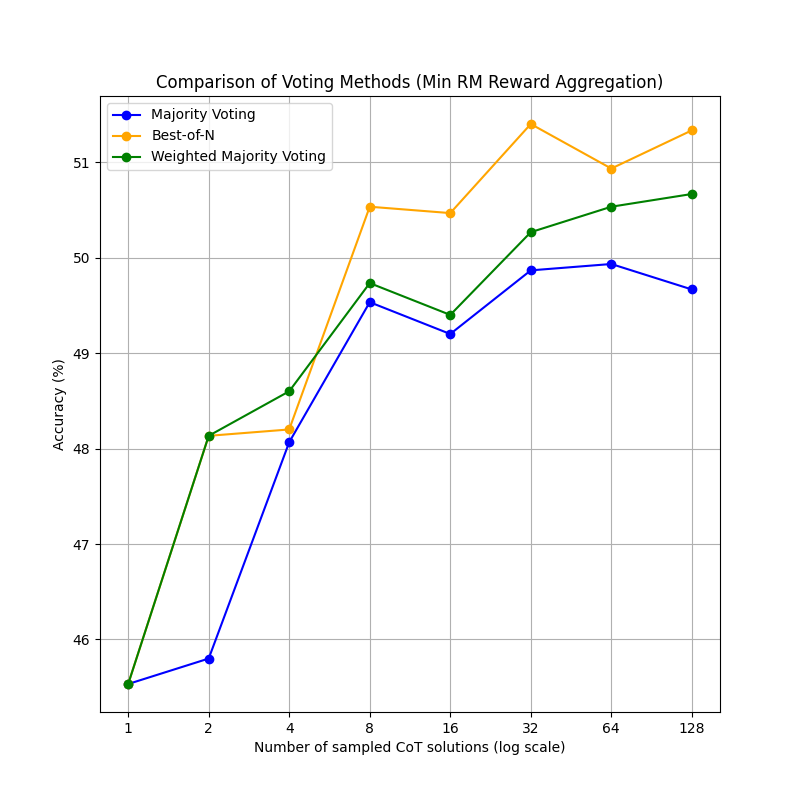 Comparison of Voting Methods (Min RM Reward Aggregation)
Majority Voting
Best-of-N
Weighted Majority Voting
51
50
49
48
47
46
Accuracy (%)
1 2 4 8 16 32 64 128
Number of sampled CoT solutions (log scale)